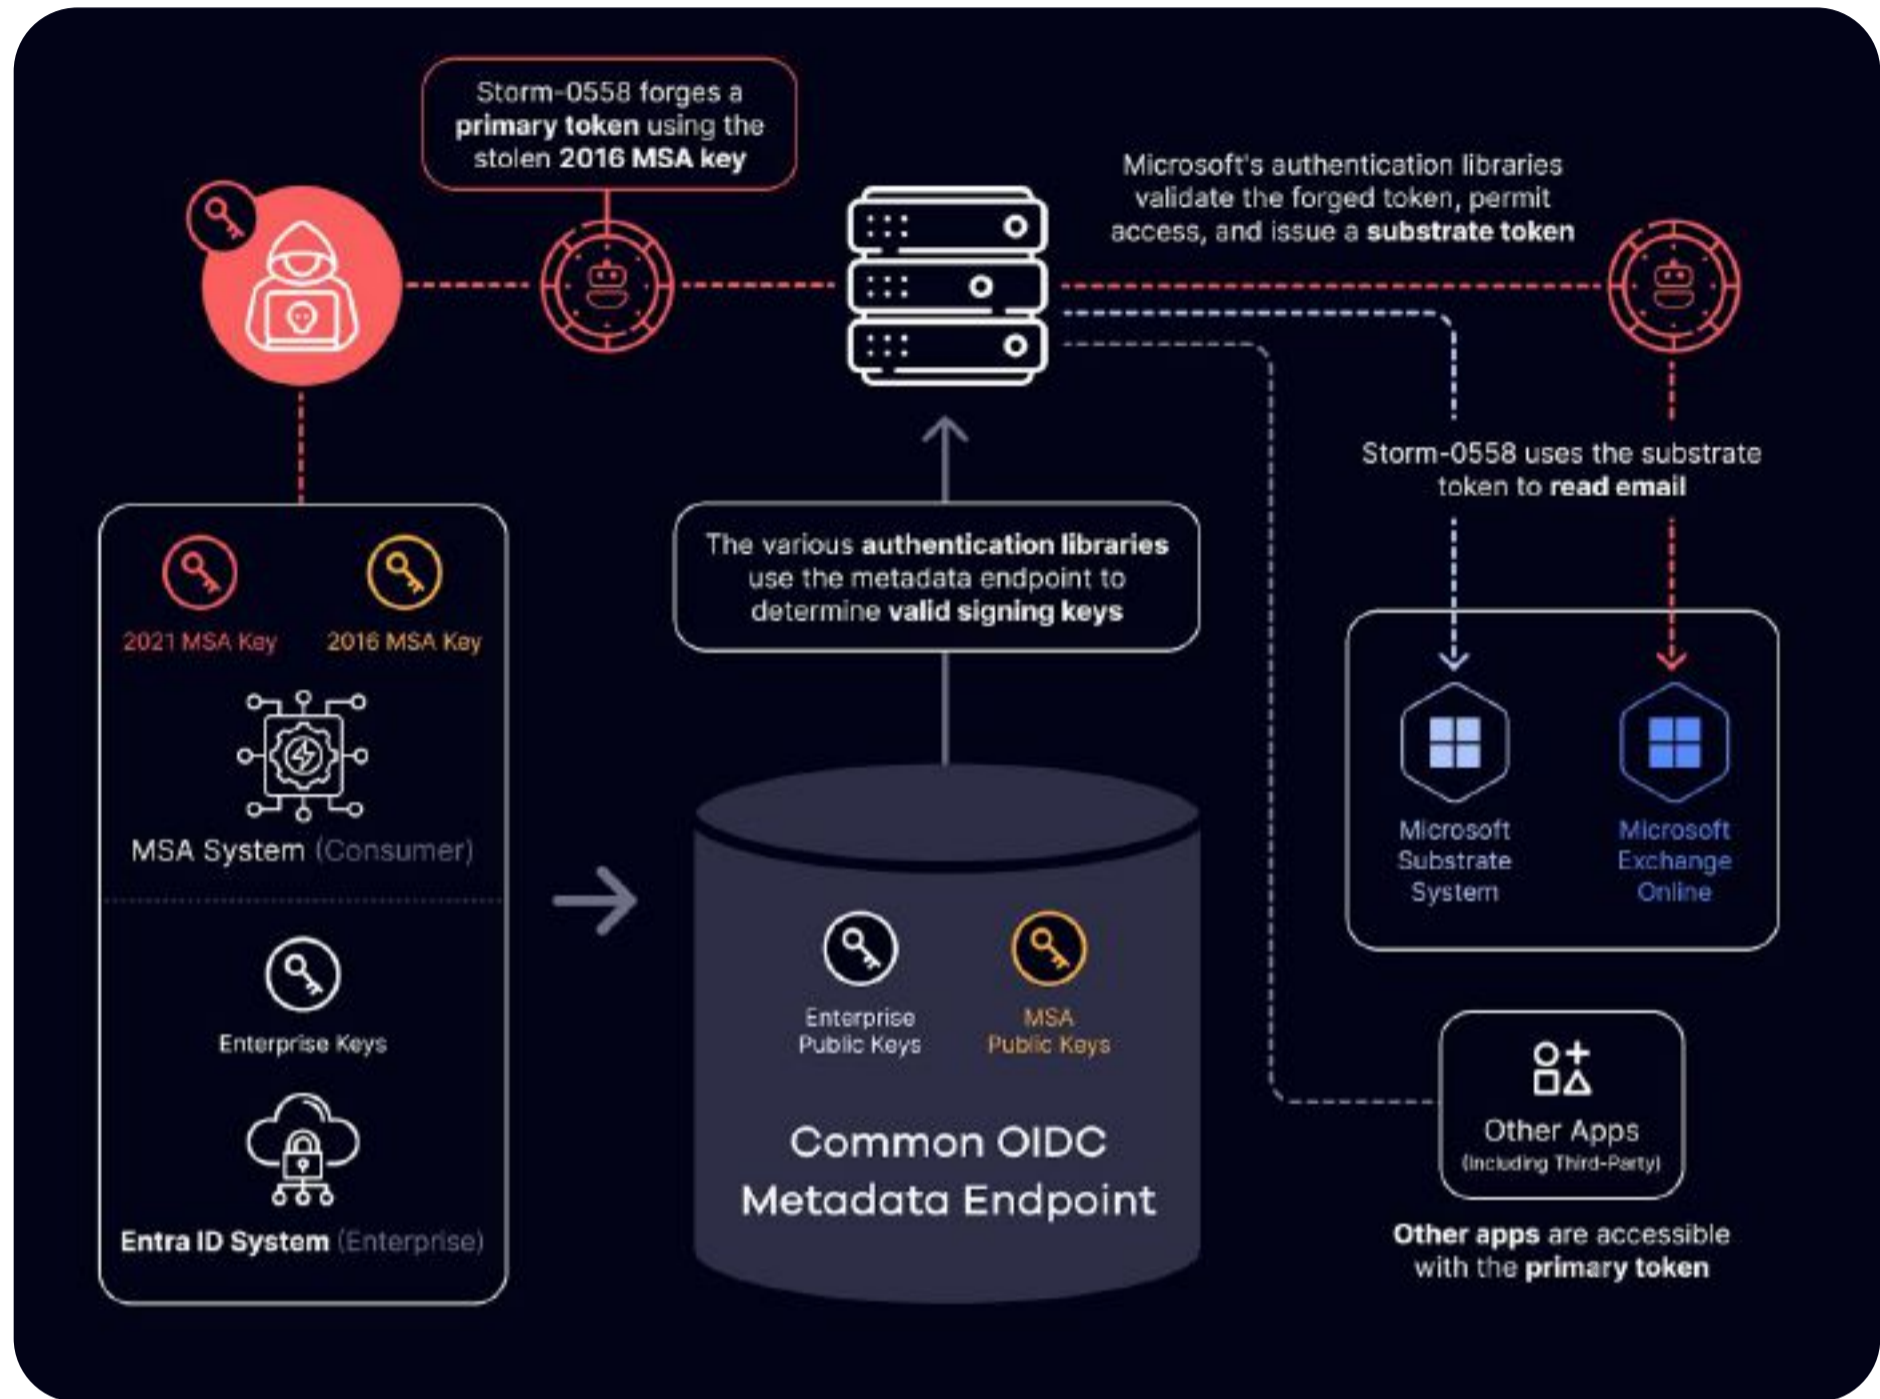 Storm-0558 forges a
primary token using the
stolen 2016 MSA key
Microsoft's authentication libraries
validate the forged token, permit
access, and issue a substrate token
Storm-0558 uses the substrate
token to read email
2021 MSA Key
2016 MSA Key
MSA System (Consumer)
Enterprise Keys
Entra ID System (Enterprise)
The various authentication libraries
use the metadata endpoint to
determine valid signing keys
Enterprise
Public Keys
MSA
Public Keys
Common OIDC
Metadata Endpoint
Microsoft
Substrate
System
Microsoft
Exchange
Online
Other Apps
(Including Third-Party)
Other apps are accessible
with the primary token